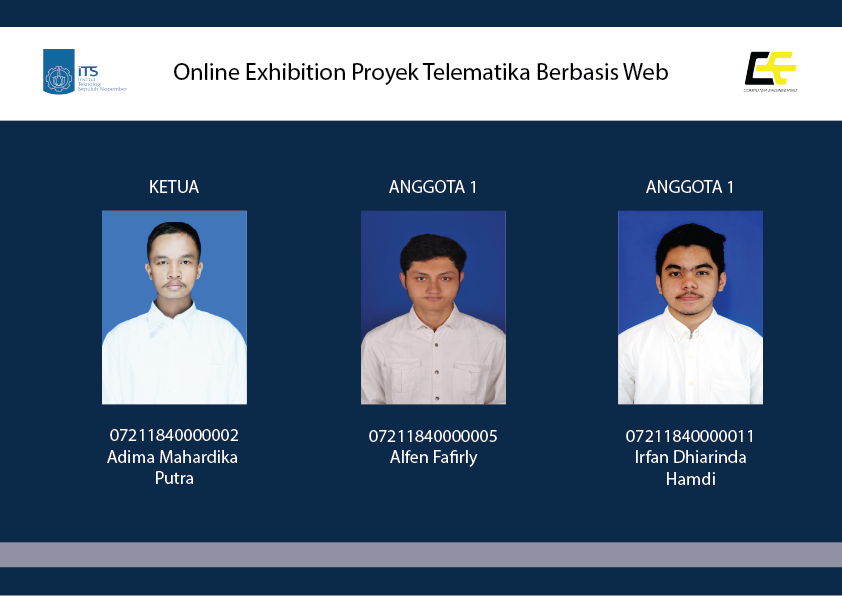 iTS
Institut
Teknologi
Sepuluh Nopember
Online Exhibition Proyek Telematika Berbasis Web
COMPUTER ENGINEERING
KETUA
ANGGOTA 1
ANGGOTA 1
07211840000002
Adima Mahardika
Putra
07211840000005
Alfen Fafirly
07211840000011
Irfan Dhiarinda
Hamdi